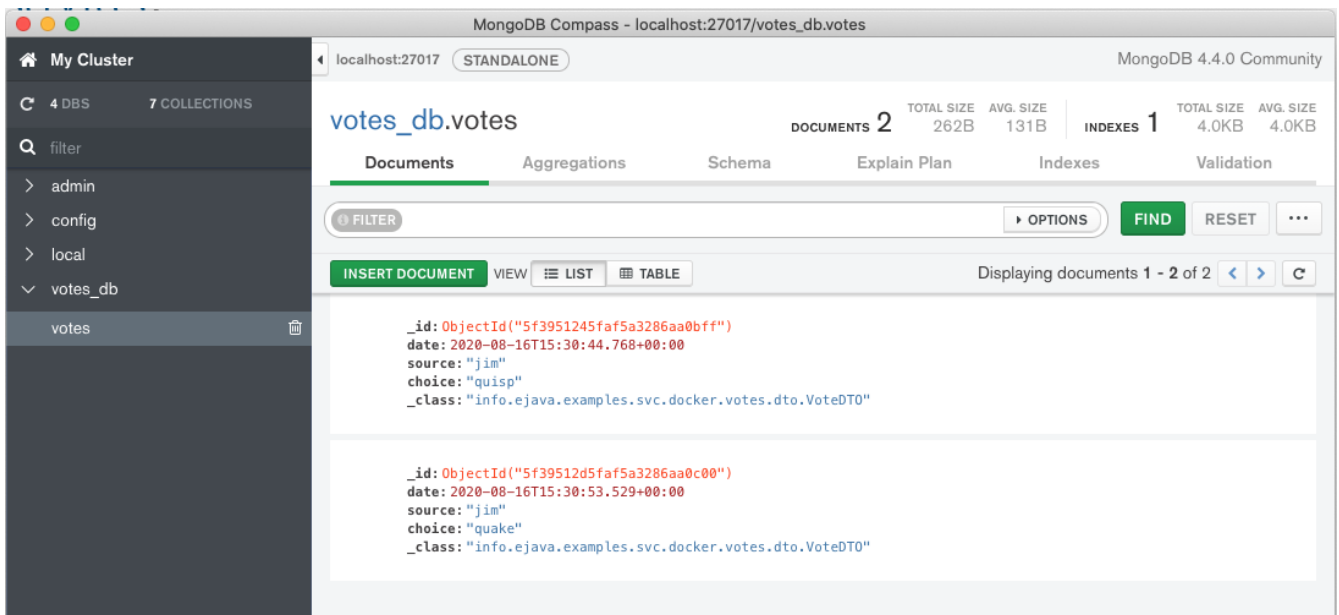 MongoDB Compass - localhost:27017/votes_db.votes
My Cluster
localhost:27017 STANDALONE MongoDB 4.4.0 Community
4 DBS 7 COLLECTIONS
filter
admin
config
local
votes_db
votes
votes_db.votes
DOCUMENTS 2 TOTAL SIZE 262B AVG. SIZE 131B INDEXES 1 TOTAL SIZE 4.0KB AVG. SIZE 4.0KB
Documents Aggregations Schema Explain Plan Indexes Validation
FILTER OPTIONS FIND RESET ...
INSERT DOCUMENT VIEW LIST TABLE Displaying documents 1 - 2 of 2
_id: ObjectId("5f3951245faf5a3286aa0bff")
date: 2020-08-16T15:30:44.768+00:00
source: "jim"
choice: "quisp"
_class: "info.ejava.examples.svc.docker.votes.dto.VoteDTO"
_id: ObjectId("5f39512d5faf5a3286aa0c00")
date: 2020-08-16T15:30:53.529+00:00
source: "jim"
choice: "quake"
_class: "info.ejava.examples.svc.docker.votes.dto.VoteDTO"